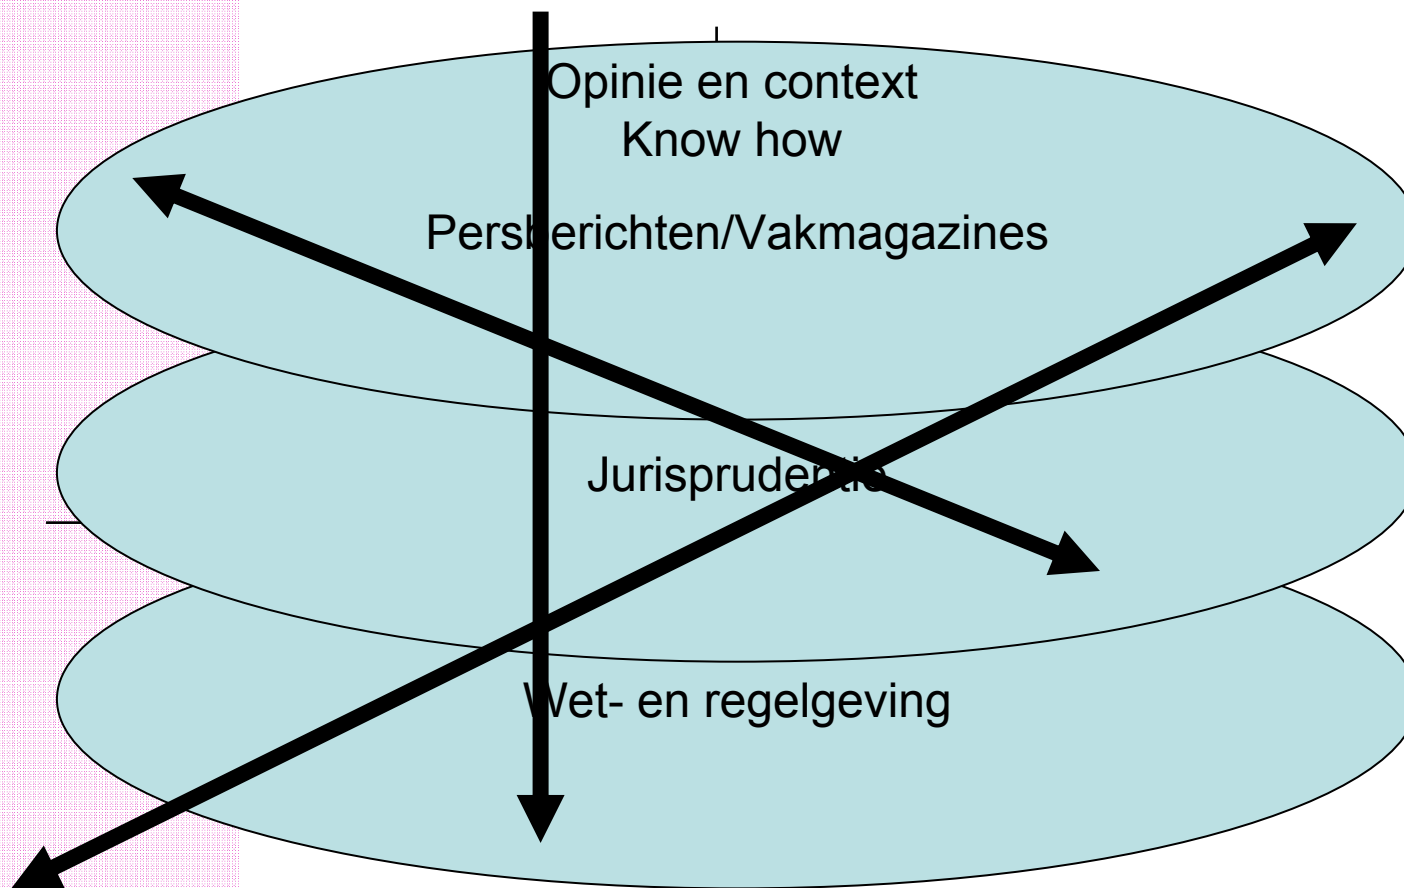 Opinie en context
Know how
Persberichten/Vakmagazines
Jurisprudentie
Wet- en regelgeving